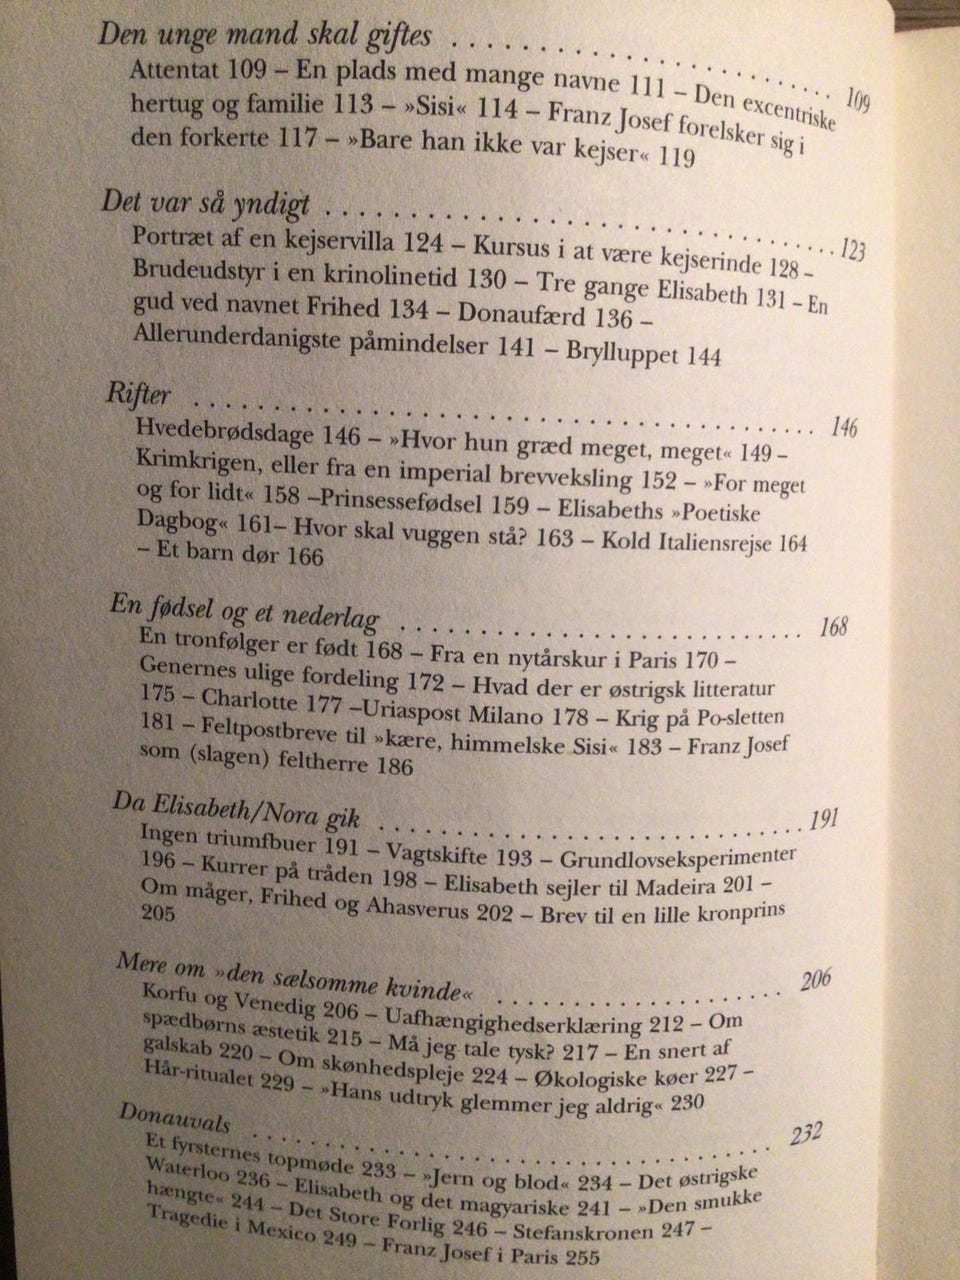 Den unge mand skal giftes . . . . . . . . . . . . . . . . . . . . . . . . . 109
Attentat 109 – En plads med mange navne 111 – Den excentriske
hertug og familie 113 – »Sisi« 114 – Franz Josef forelsker sig i
den forkerte 117 – »Bare han ikke var kejser« 119
Det var så yndigt . . . . . . . . . . . . . . . . . . . . . . . . . . . . . . . 123
Portræt af en kejservilla 124 – Kursus i at være kejserinde 128 –
Brudeudstyr i en krinolinetid 130 – Tre gange Elisabeth 131 – En
gud ved navnet Frihed 134 – Donaufærd 136 –
Allerunderdanigste påmindelser 141 – Brylluppet 144
Rifter . . . . . . . . . . . . . . . . . . . . . . . . . . . . . . . . . . . . . . 146
Hvedebrødsdage 146 – »Hvor hun græd meget, meget« 149 –
Krimkrigen, eller fra en imperial brevveksling 152 – »For meget
og for lidt« 158 –Prinsessefødsel 159 – Elisabeths »Poetiske
Dagbog« 161– Hvor skal vuggen stå? 163 – Kold Italiensrejse 164
– Et barn dør 166
En fødsel og et nederlag . . . . . . . . . . . . . . . . . . . . . . . . . . 168
En tronfølger er født 168 – Fra en nytårskur i Paris 170 –
Genernes ulige fordeling 172 – Hvad der er østrigsk litteratur
175 – Charlotte 177 –Uriaspost Milano 178 – Krig på Po-sletten
181 – Feltpostbreve til »kære, himmelske Sisi« 183 – Franz Josef
som (slagen) feltherre 186
Da Elisabeth/Nora gik . . . . . . . . . . . . . . . . . . . . . . . . . . . . 191
Ingen triumfbuer 191 – Vagtskifte 193 – Grundlovseksperimenter
196 – Kurrer på tråden 198 – Elisabeth sejler til Madeira 201 –
Om måger, Frihed og Ahasverus 202 – Brev til en lille kronprins
205
Mere om »den sælsomme kvinde« . . . . . . . . . . . . . . . . . . . 206
Korfu og Venedig 206 – Uafhængighedserklæring 212 – Om
spædbørns æstetik 215 – Må jeg tale tysk? 217 – En snert af
galskab 220 – Om skønhedspleje 224 – Økologiske køer 227 –
Hår-ritualet 229 – »Hans udtryk glemmer jeg aldrig« 230
Donauvals . . . . . . . . . . . . . . . . . . . . . . . . . . . . . . . . . . 232
Et fyrsternes topmøde 233 – »Jern og blod« 234 – Det østrigske
Waterloo 236 – Elisabeth og det magyariske 241 – »Den smukke
hængte« 244 – Det Store Forlig 246 – Stefanskronen 247 –
Tragedie i Mexico 249 – Franz Josef i Paris 255